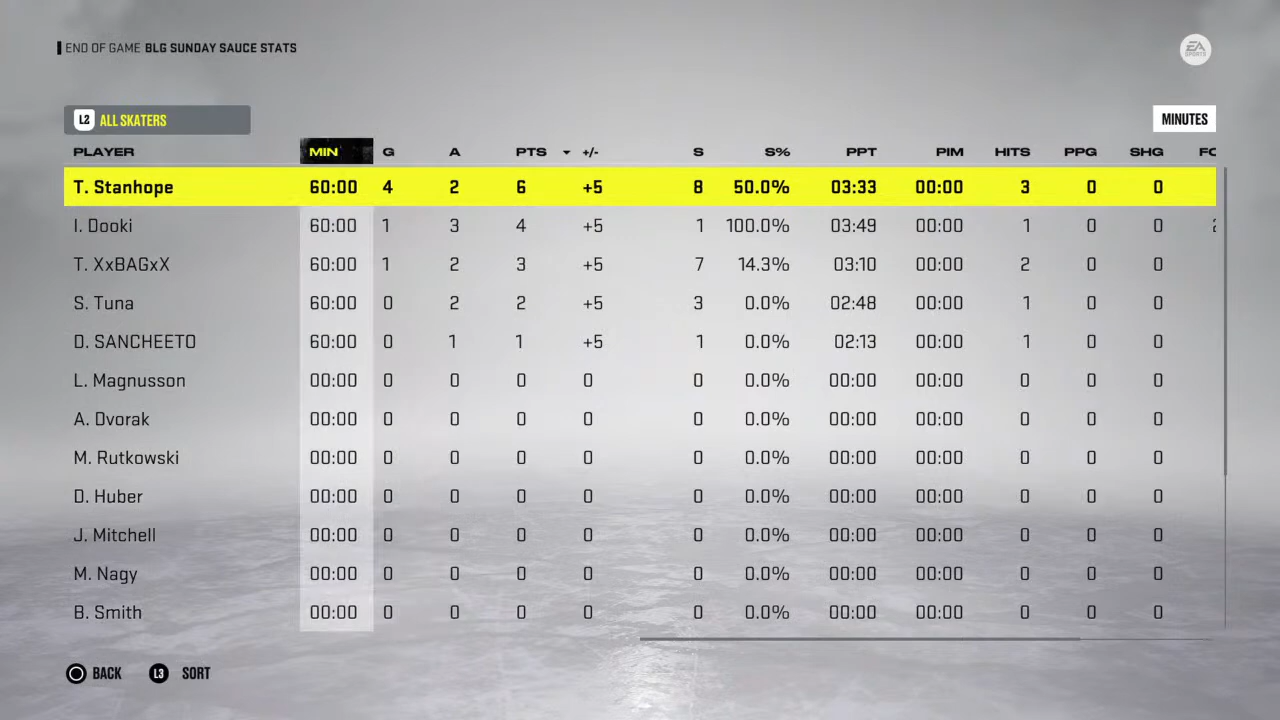 END OF GAME BLG SUNDAY SAUCE STATS
EA SPORTS
L2 ALL SKATERS
MINUTES
PLAYER MIN G A PTS +/- S S% PPT PIM HITS PPG SHG
T. Stanhope 60:00 4 2 6 +5 8 50.0% 03:33 00:00 3 0 0
I. Dooki 60:00 1 3 4 +5 1 100.0% 03:49 00:00 1 0 0
T. XxBAGxX 60:00 1 2 3 +5 7 14.3% 03:10 00:00 2 0 0
S. Tuna 60:00 0 2 2 +5 3 0.0% 02:48 00:00 1 0 0
D. SANCHEETO 60:00 0 1 1 +5 1 0.0% 02:13 00:00 1 0 0
L. Magnusson 00:00 0 0 0 0 0 0.0% 00:00 00:00 0 0 0
A. Dvorak 00:00 0 0 0 0 0 0.0% 00:00 00:00 0 0 0
M. Rutkowski 00:00 0 0 0 0 0 0.0% 00:00 00:00 0 0 0
D. Huber 00:00 0 0 0 0 0 0.0% 00:00 00:00 0 0 0
J. Mitchell 00:00 0 0 0 0 0 0.0% 00:00 00:00 0 0 0
M. Nagy 00:00 0 0 0 0 0 0.0% 00:00 00:00 0 0 0
B. Smith 00:00 0 0 0 0 0 0.0% 00:00 00:00 0 0 0
BACK L3 SORT